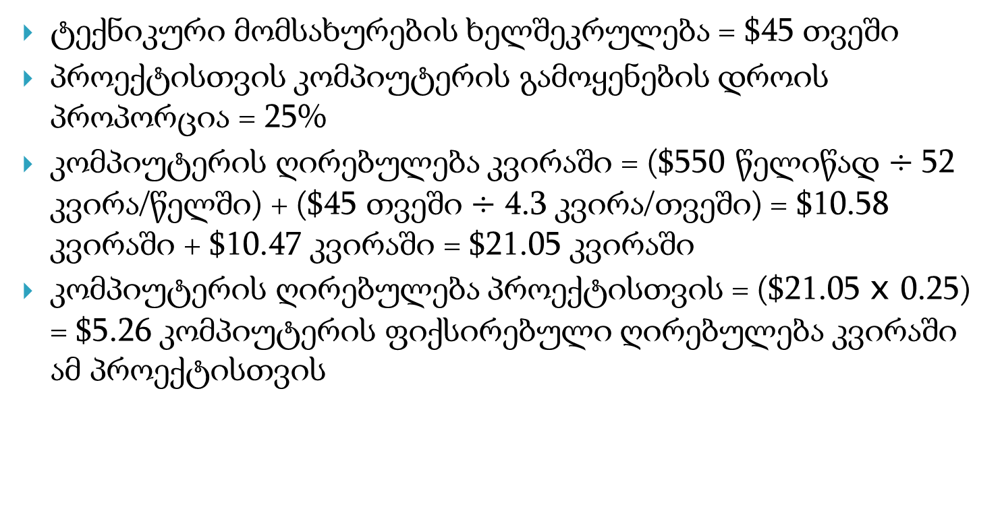 ტექნიკური მომსახურების ხელშეკრულება = $45 თვეში
პროექტისთვის კომპიუტერის გამოყენების დროის
პროპორცია = 25%
კომპიუტერის ღირებულება კვირაში = ($550 წელიწად ÷ 52
კვირა/წელში) + ($45 თვეში ÷ 4.3 კვირა/თვეში) = $10.58
კვირაში + $10.47 კვირაში = $21.05 კვირაში
კომპიუტერის ღირებულება პროექტისთვის = ($21.05 x 0.25)
= $5.26 კომპიუტერის ფიქსირებული ღირებულება კვირაში
ამ პროექტისთვის